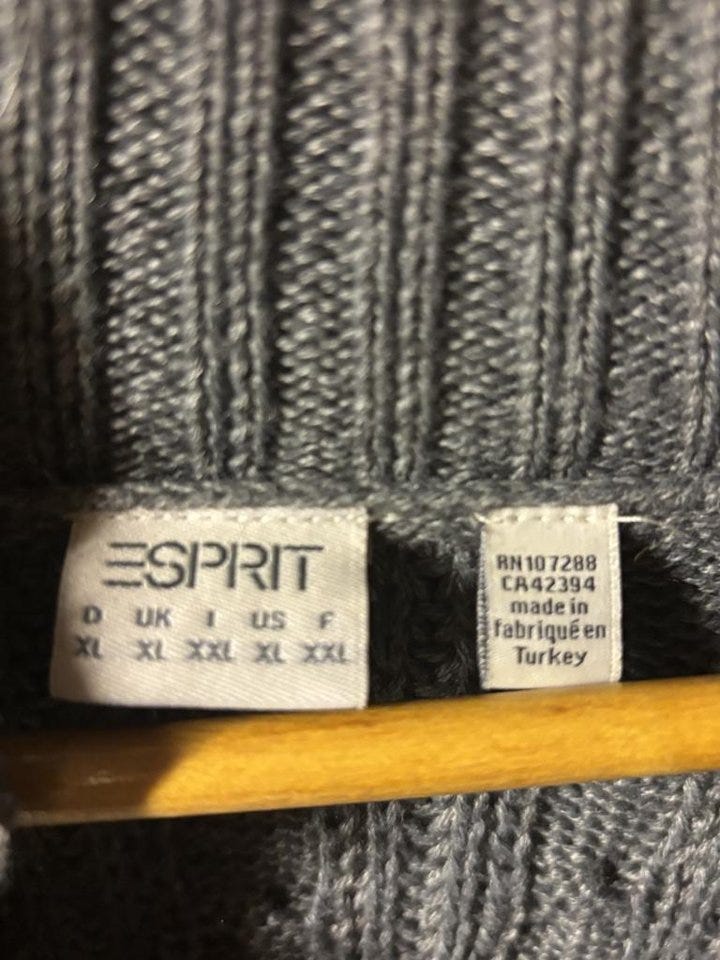 ESPRIT
D UK I US F
XL XL XXL XL XXL
RN107288
CA42394
made in
fabriqué en
Turkey